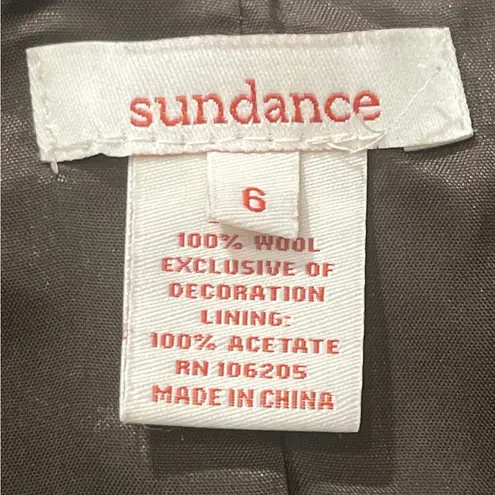 sundance
6
100% WOOL
EXCLUSIVE OF
DECORATION
LINING:
100% ACETATE
RN 106205
MADE IN CHINA